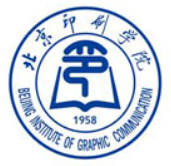 北京印刷学院
1958
BEIJING INSTITUTE OF GRAPHIC COMMUNICATION